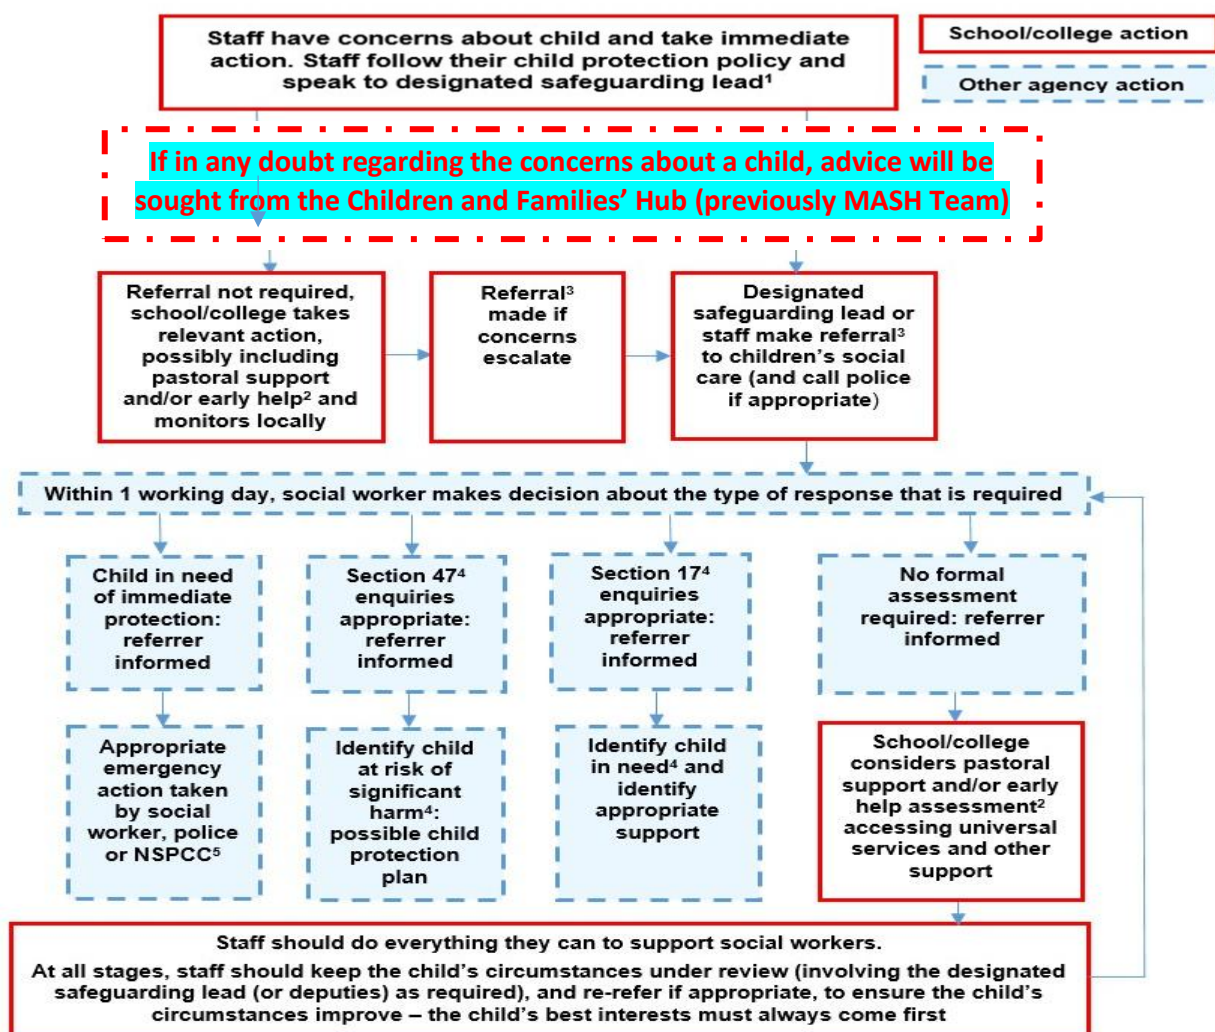 Staff have concerns about child and take immediate
action. Staff follow their child protection policy and
speak to designated safeguarding lead¹
School/college action
Other agency action
If in any doubt regarding the concerns about a child, advice will be
sought from the Children and Families’ Hub (previously MASH Team)
Referral not required,
school/college takes
relevant action,
possibly including
pastoral support
and/or early help² and
monitors locally
Referral³
made if
concerns
escalate
Designated
safeguarding lead or
staff make referral³
to children’s social
care (and call police
if appropriate)
Within 1 working day, social worker makes decision about the type of response that is required
Child in need
of immediate
protection:
referrer
informed
Section 47⁴
enquiries
appropriate:
referrer
informed
Section 17⁴
enquiries
appropriate:
referrer
informed
No formal
assessment
required: referrer
informed
Appropriate
emergency
action taken
by social
worker, police
or NSPCC⁵
Identify child
at risk of
significant
harm⁴:
possible child
protection
plan
Identify child
in need⁴ and
identify
appropriate
support
School/college
considers pastoral
support and/or early
help assessment²
accessing universal
services and other
support
Staff should do everything they can to support social workers.
At all stages, staff should keep the child’s circumstances under review (involving the designated
safeguarding lead (or deputies) as required), and re-refer if appropriate, to ensure the child’s
circumstances improve – the child’s best interests must always come first